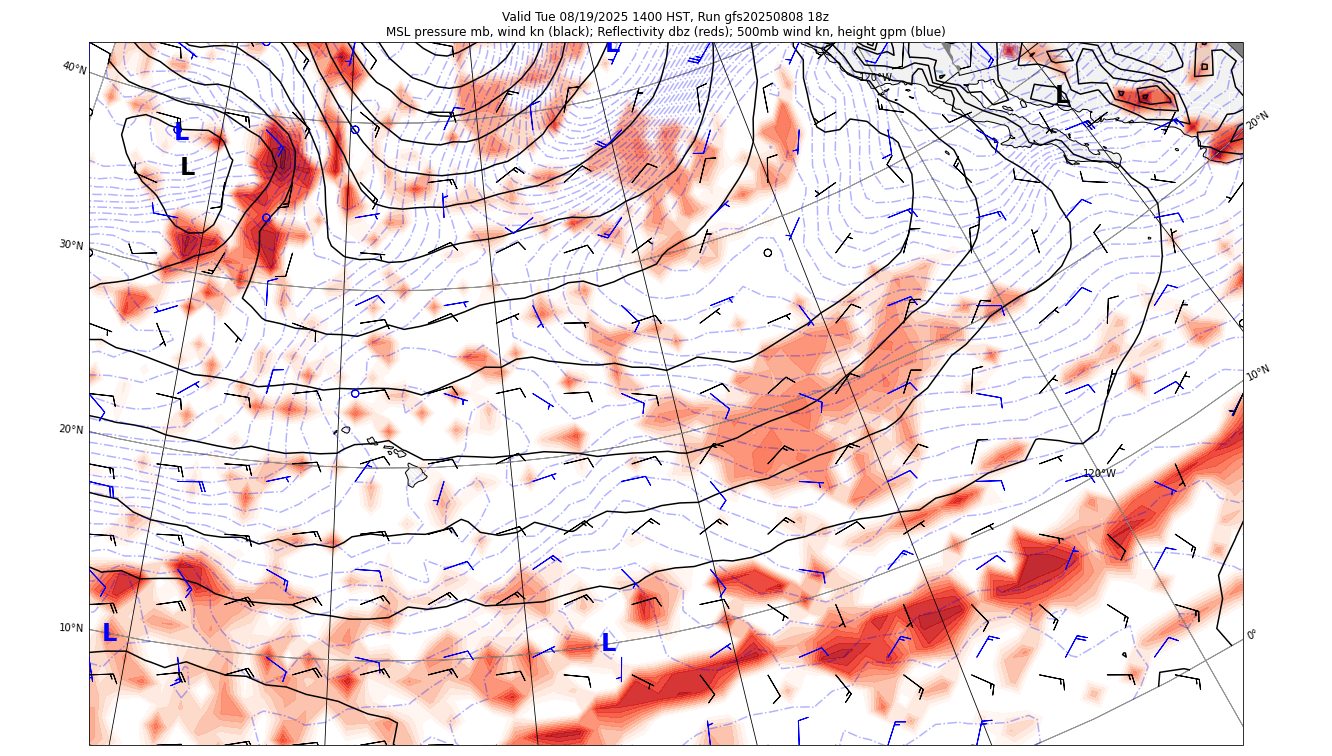 Valid Tue 08/19/2025 1400 HST, Run gfs20250808 18z
MSL pressure mb, wind kn (black); Reflectivity dbz (reds); 500mb wind kn, height gpm (blue)
L
40°N
120°W
L
20°N
L
L
30°N
10°N
20°N
120°W
10°N
L
L
0°